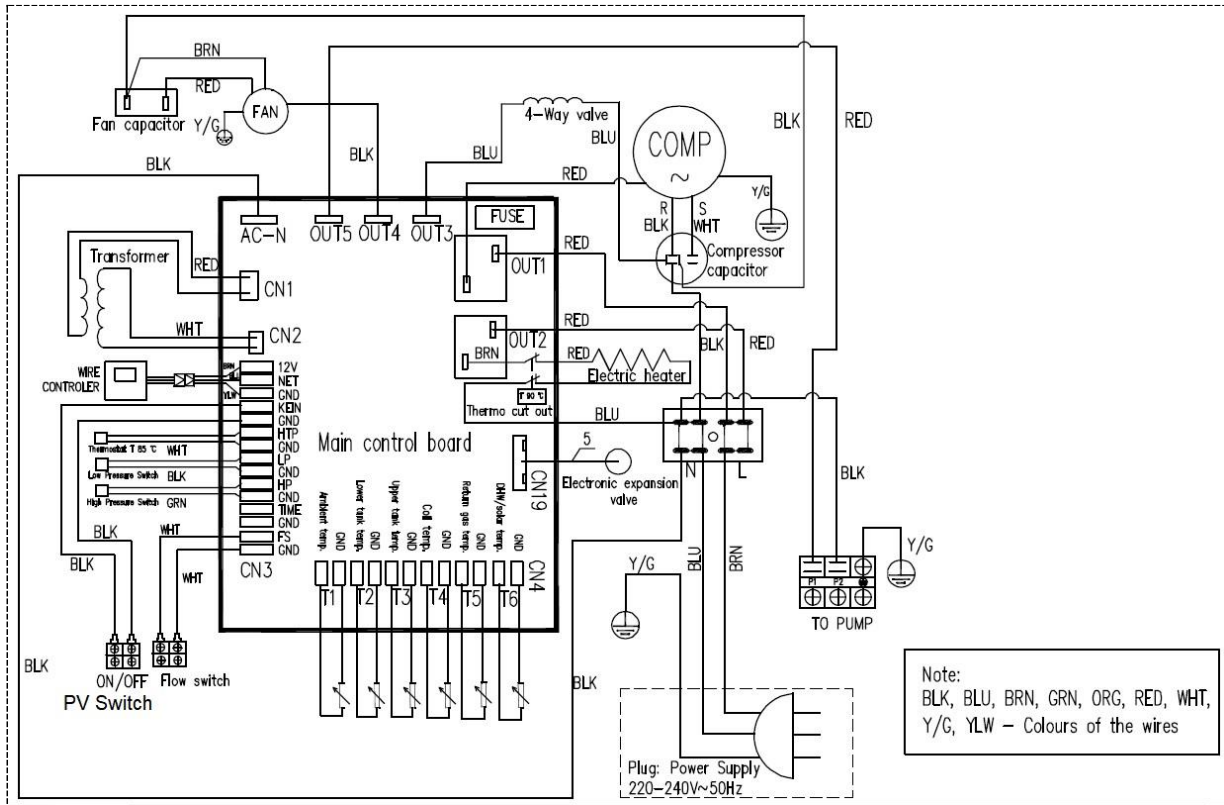 BRN
RED
Fan capacitor
Y/G
FAN
BLK
BLK
BLU
4-Way valve
BLU
COMP
~
BLK
RED
RED
Y/G
R
S
BLK
WHT
Compressor
capacitor
FUSE
AC-N
OUT5
OUT4
OUT3
OUT1
RED
Transformer
RED
CN1
WHT
CN2
OUT2
RED
BLK
RED
BRN
RED
Electric heater
T 90 °C
Thermo cut out
BLU
WIRE
CONTROLER
BRN
BLU
YLW
12V
NET
GND
KEIN
GND
HTP
GND
LP
GND
HP
GND
TIME
GND
FS
GND
CN3
Thermostat T 85 °C
WHT
Low Pressure Switch
BLK
High Pressure Switch
GRN
Main control board
5
CN19
Electronic expansion
valve
N
L
BLK
Ambient temp.
GND
Lower tank temp.
GND
Upper tank temp.
GND
Coil temp.
GND
Return gas temp.
GND
DHW/solar temp.
GND
CN4
T1
T2
T3
T4
T5
T6
BLK
BLK
WHT
WHT
BLK
ON/OFF
Flow switch
PV Switch
BLK
Y/G
BLU
BRN
Y/G
P1
P2
TO PUMP
Plug: Power Supply
220-240V~50Hz
Note:
BLK, BLU, BRN, GRN, ORG, RED, WHT,
Y/G, YLW – Colours of the wires